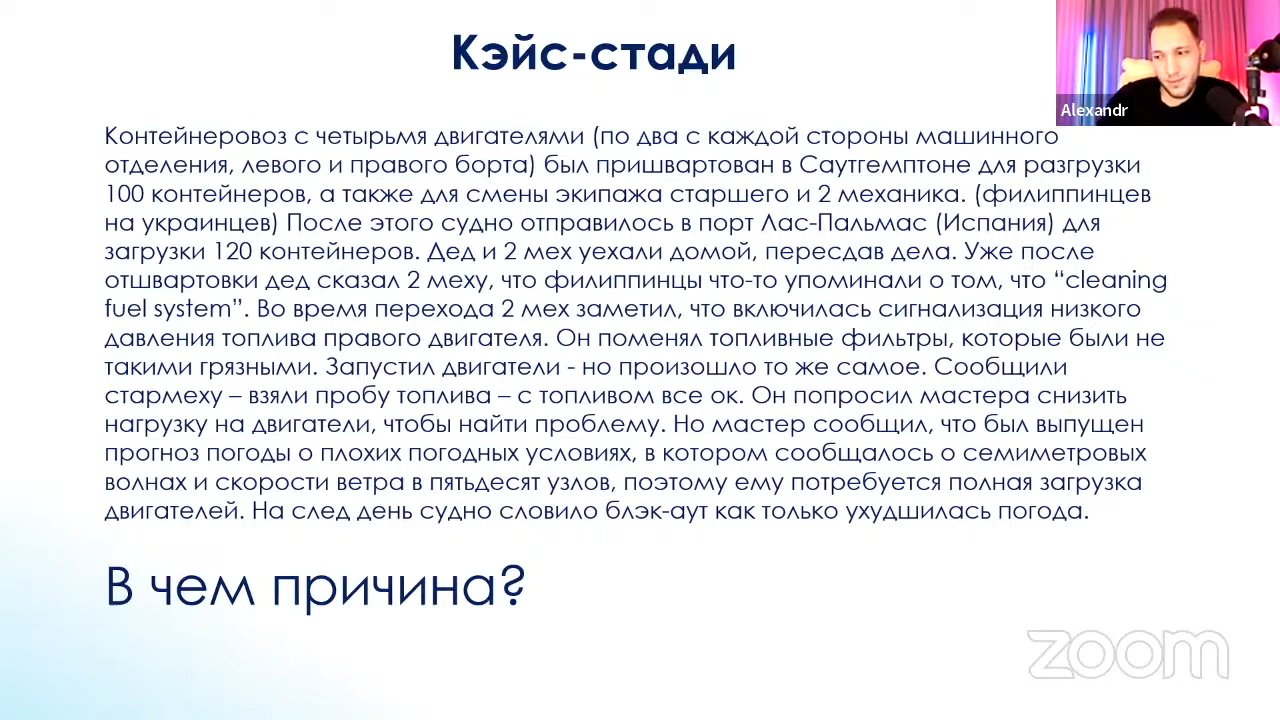 Кэйс-стади
Alexandr
Контейнеровоз с четырьмя двигателями (по два с каждой стороны машинного
отделения, левого и правого борта) был пришвартован в Саутгемптоне для разгрузки
100 контейнеров, а также для смены экипажа старшего и 2 механика. (филиппинцев
на украинцев) После этого судно отправилось в порт Лас-Пальмас (Испания) для
загрузки 120 контейнеров. Дед и 2 мех уехали домой, пересдав дела. Уже после
отшвартовки дед сказал 2 меху, что филиппинцы что-то упоминали о том, что “cleaning
fuel system”. Во время перехода 2 мех заметил, что включилась сигнализация низкого
давления топлива правого двигателя. Он поменял топливные фильтры, которые были не
такими грязными. Запустил двигатели - но произошло то же самое. Сообщили
стармеху – взяли пробу топлива – с топливом все ок. Он попросил мастера снизить
нагрузку на двигатели, чтобы найти проблему. Но мастер сообщил, что был выпущен
прогноз погоды о плохих погодных условиях, в котором сообщалось о семиметровых
волнах и скорости ветра в пятьдесят узлов, поэтому ему потребуется полная загрузка
двигателей. На след день судно словило блэк-аут как только ухудшилась погода.
В чем причина?
zoom